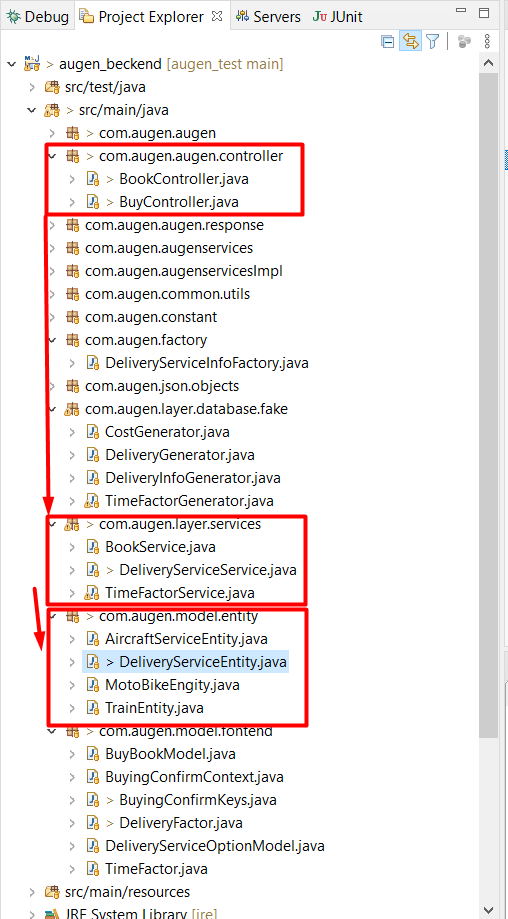 Debug Project Explorer Servers JUnit
> augen_beckend [augen_test main]
src/test/java
> src/main/java
> com.augen.augen
> com.augen.augen.controller
> BookController.java
> BuyController.java
com.augen.augen.response
com.augen.augenservices
com.augen.augenservicesImpl
com.augen.common.utils
com.augen.constant
com.augen.factory
DeliveryServiceInfoFactory.java
com.augen.json.objects
com.augen.layer.database.fake
CostGenerator.java
DeliveryGenerator.java
DeliveryInfoGenerator.java
TimeFactorGenerator.java
> com.augen.layer.services
BookService.java
> DeliveryServiceService.java
TimeFactorService.java
> com.augen.model.entity
AircraftServiceEntity.java
> DeliveryServiceEntity.java
MotoBikeEngity.java
TrainEntity.java
> com.augen.model.fontend
BuyBookModel.java
BuyingConfirmContext.java
> BuyingConfirmKeys.java
> DeliveryFactor.java
DeliveryServiceOptionModel.java
TimeFactor.java
src/main/resources
JRE System Library [jre]